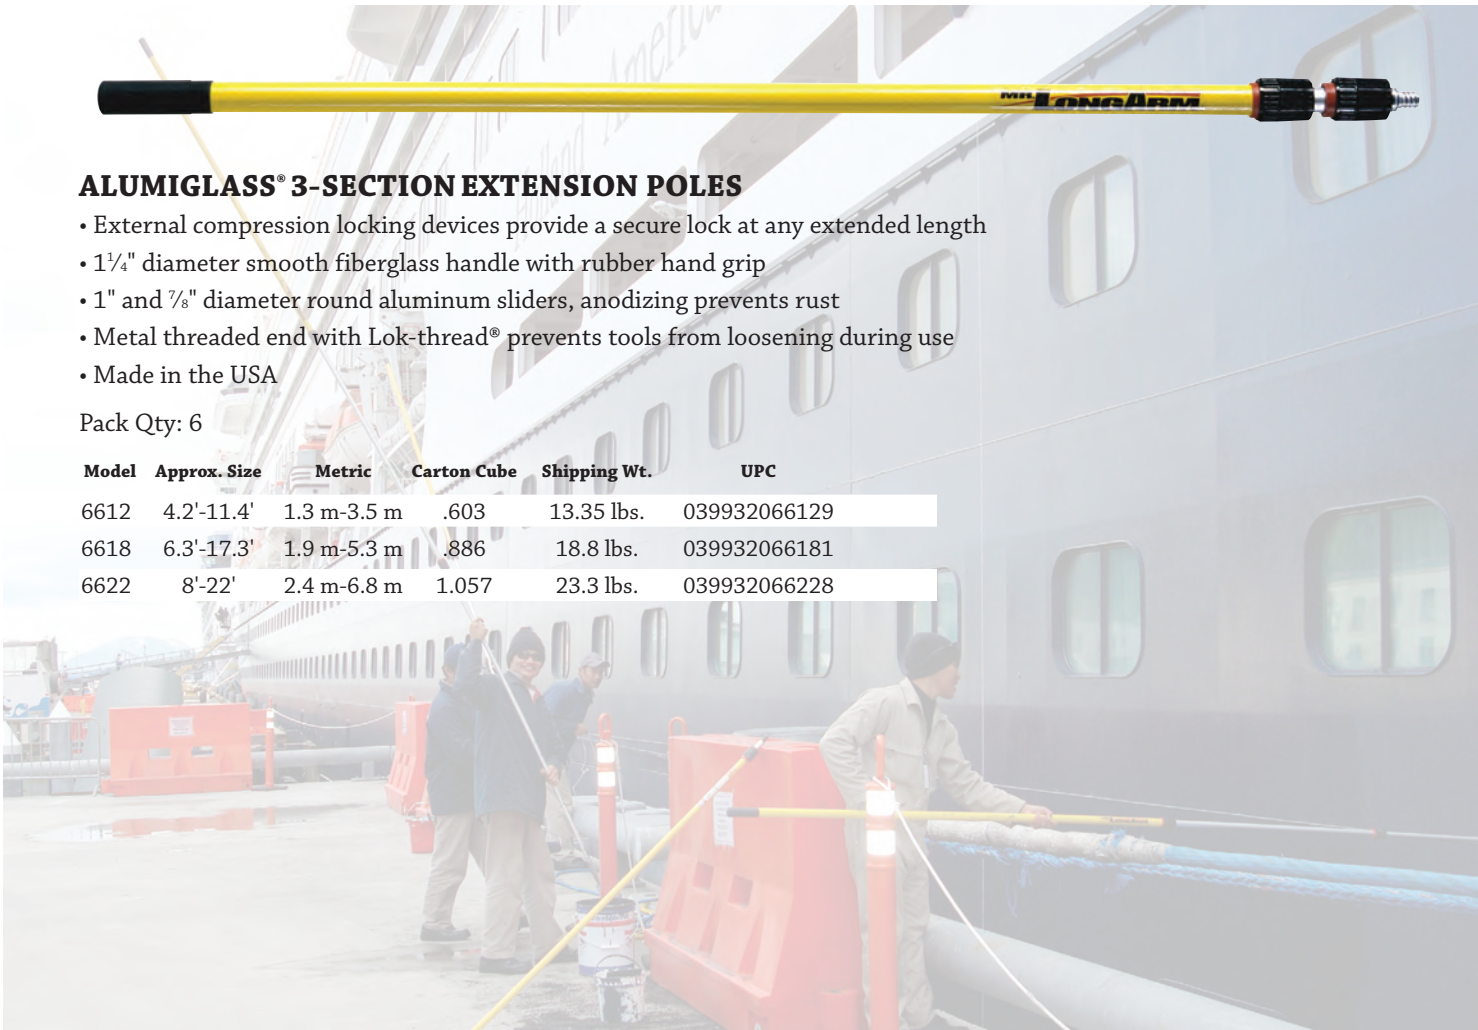 America
Holland America
MR. LONGARM
ALUMIGLASS® 3-SECTION EXTENSION POLES
• External compression locking devices provide a secure lock at any extended length
• 1¼" diameter smooth fiberglass handle with rubber hand grip
• 1" and ⅞" diameter round aluminum sliders, anodizing prevents rust
• Metal threaded end with Lok-thread® prevents tools from loosening during use
• Made in the USA
Pack Qty: 6
Model Approx. Size Metric Carton Cube Shipping Wt. UPC
6612 4.2'-11.4' 1.3 m-3.5 m .603 13.35 lbs. 039932066129
6618 6.3'-17.3' 1.9 m-5.3 m .886 18.8 lbs. 039932066181
6622 8'-22' 2.4 m-6.8 m 1.057 23.3 lbs. 039932066228